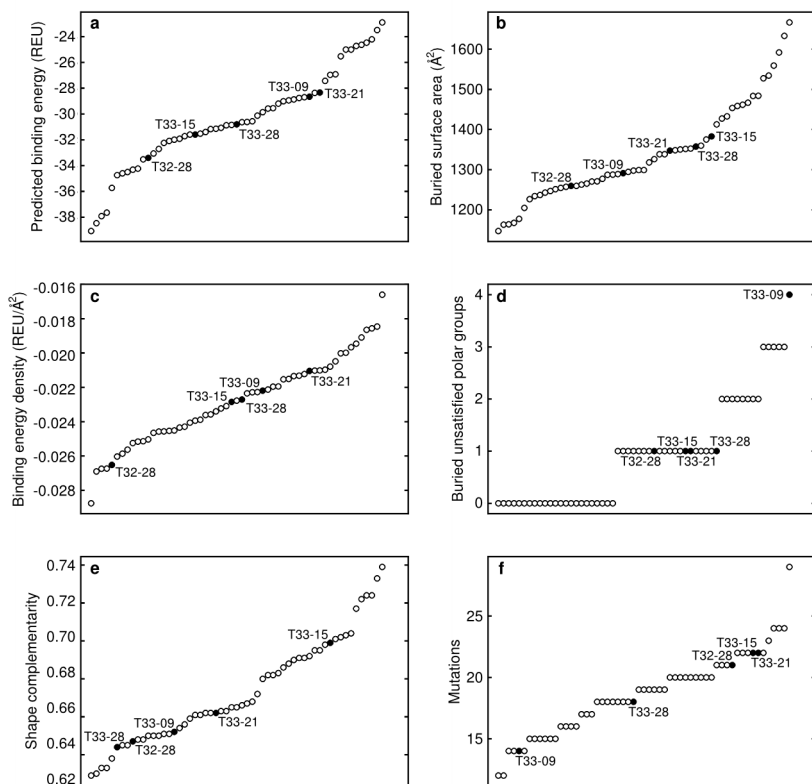 a
Predicted binding energy (REU)
-24
-26
-28
-30
-32
-34
-36
-38
T33-09
T33-21
T33-15
T33-28
T32-28
b
Buried surface area (Å²)
1600
1500
1400
1300
1200
T33-21
T33-15
T33-09
T33-28
T32-28
c
Binding energy density (REU/Å²)
-0.016
-0.018
-0.020
-0.022
-0.024
-0.026
-0.028
T33-09
T33-21
T33-15
T33-28
T32-28
d
Buried unsatisfied polar groups
4
3
2
1
0
T33-09
T33-15
T33-28
T32-28
T33-21
e
Shape complementarity
0.74
0.72
0.70
0.68
0.66
0.64
0.62
T33-15
T33-09
T33-21
T33-28
T32-28
f
Mutations
25
20
15
T33-15
T32-28
T33-21
T33-28
T33-09